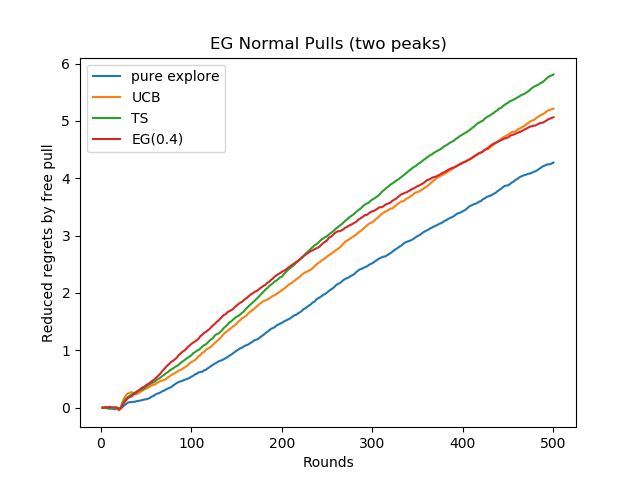 EG Normal Pulls (two peaks)
pure explore
UCB
TS
EG(0.4)
Reduced regrets by free pull
6
5
4
3
2
1
0
0 100 200 300 400 500
Rounds